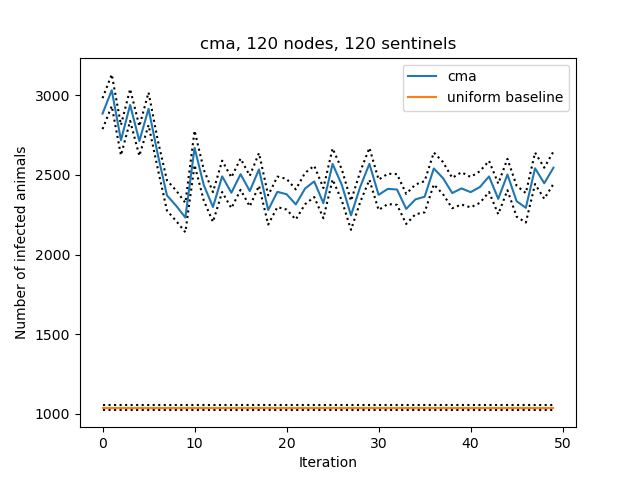 cma, 120 nodes, 120 sentinels
cma
uniform baseline
Number of infected animals
3000
2500
2000
1500
1000
0 10 20 30 40 50
Iteration